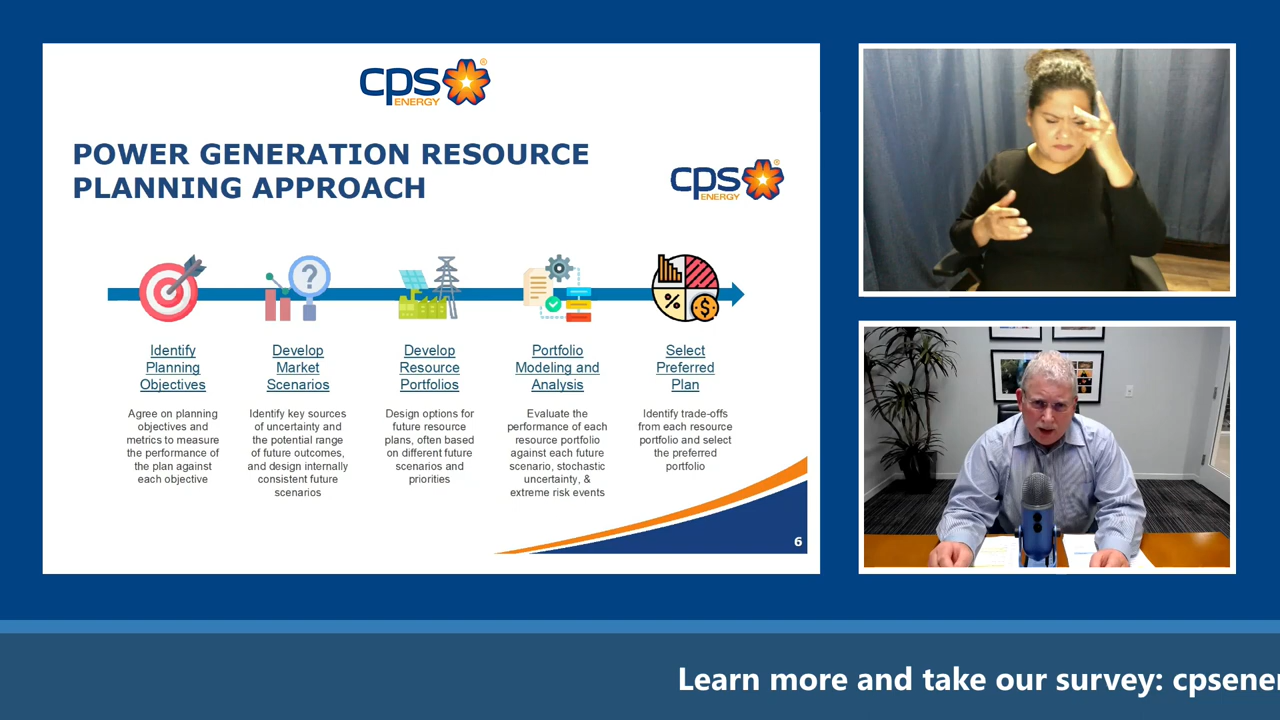 cps
ENERGY
POWER GENERATION RESOURCE
PLANNING APPROACH
cps
ENERGY
?
%
$
Identify
Planning
Objectives
Agree on planning
objectives and
metrics to measure
the performance of
the plan against
each objective
Develop
Market
Scenarios
Identify key sources
of uncertainty and
the potential range
of future outcomes,
and design internally
consistent future
scenarios
Develop
Resource
Portfolios
Design options for
future resource
plans, often based
on different future
scenarios and
priorities
Portfolio
Modeling and
Analysis
Evaluate the
performance of each
resource portfolio
against each future
scenario, stochastic
uncertainty, &
extreme risk events
Select
Preferred
Plan
Identify trade-offs
from each resource
portfolio and select
the preferred
portfolio
6
Learn more and take our survey: cpsene